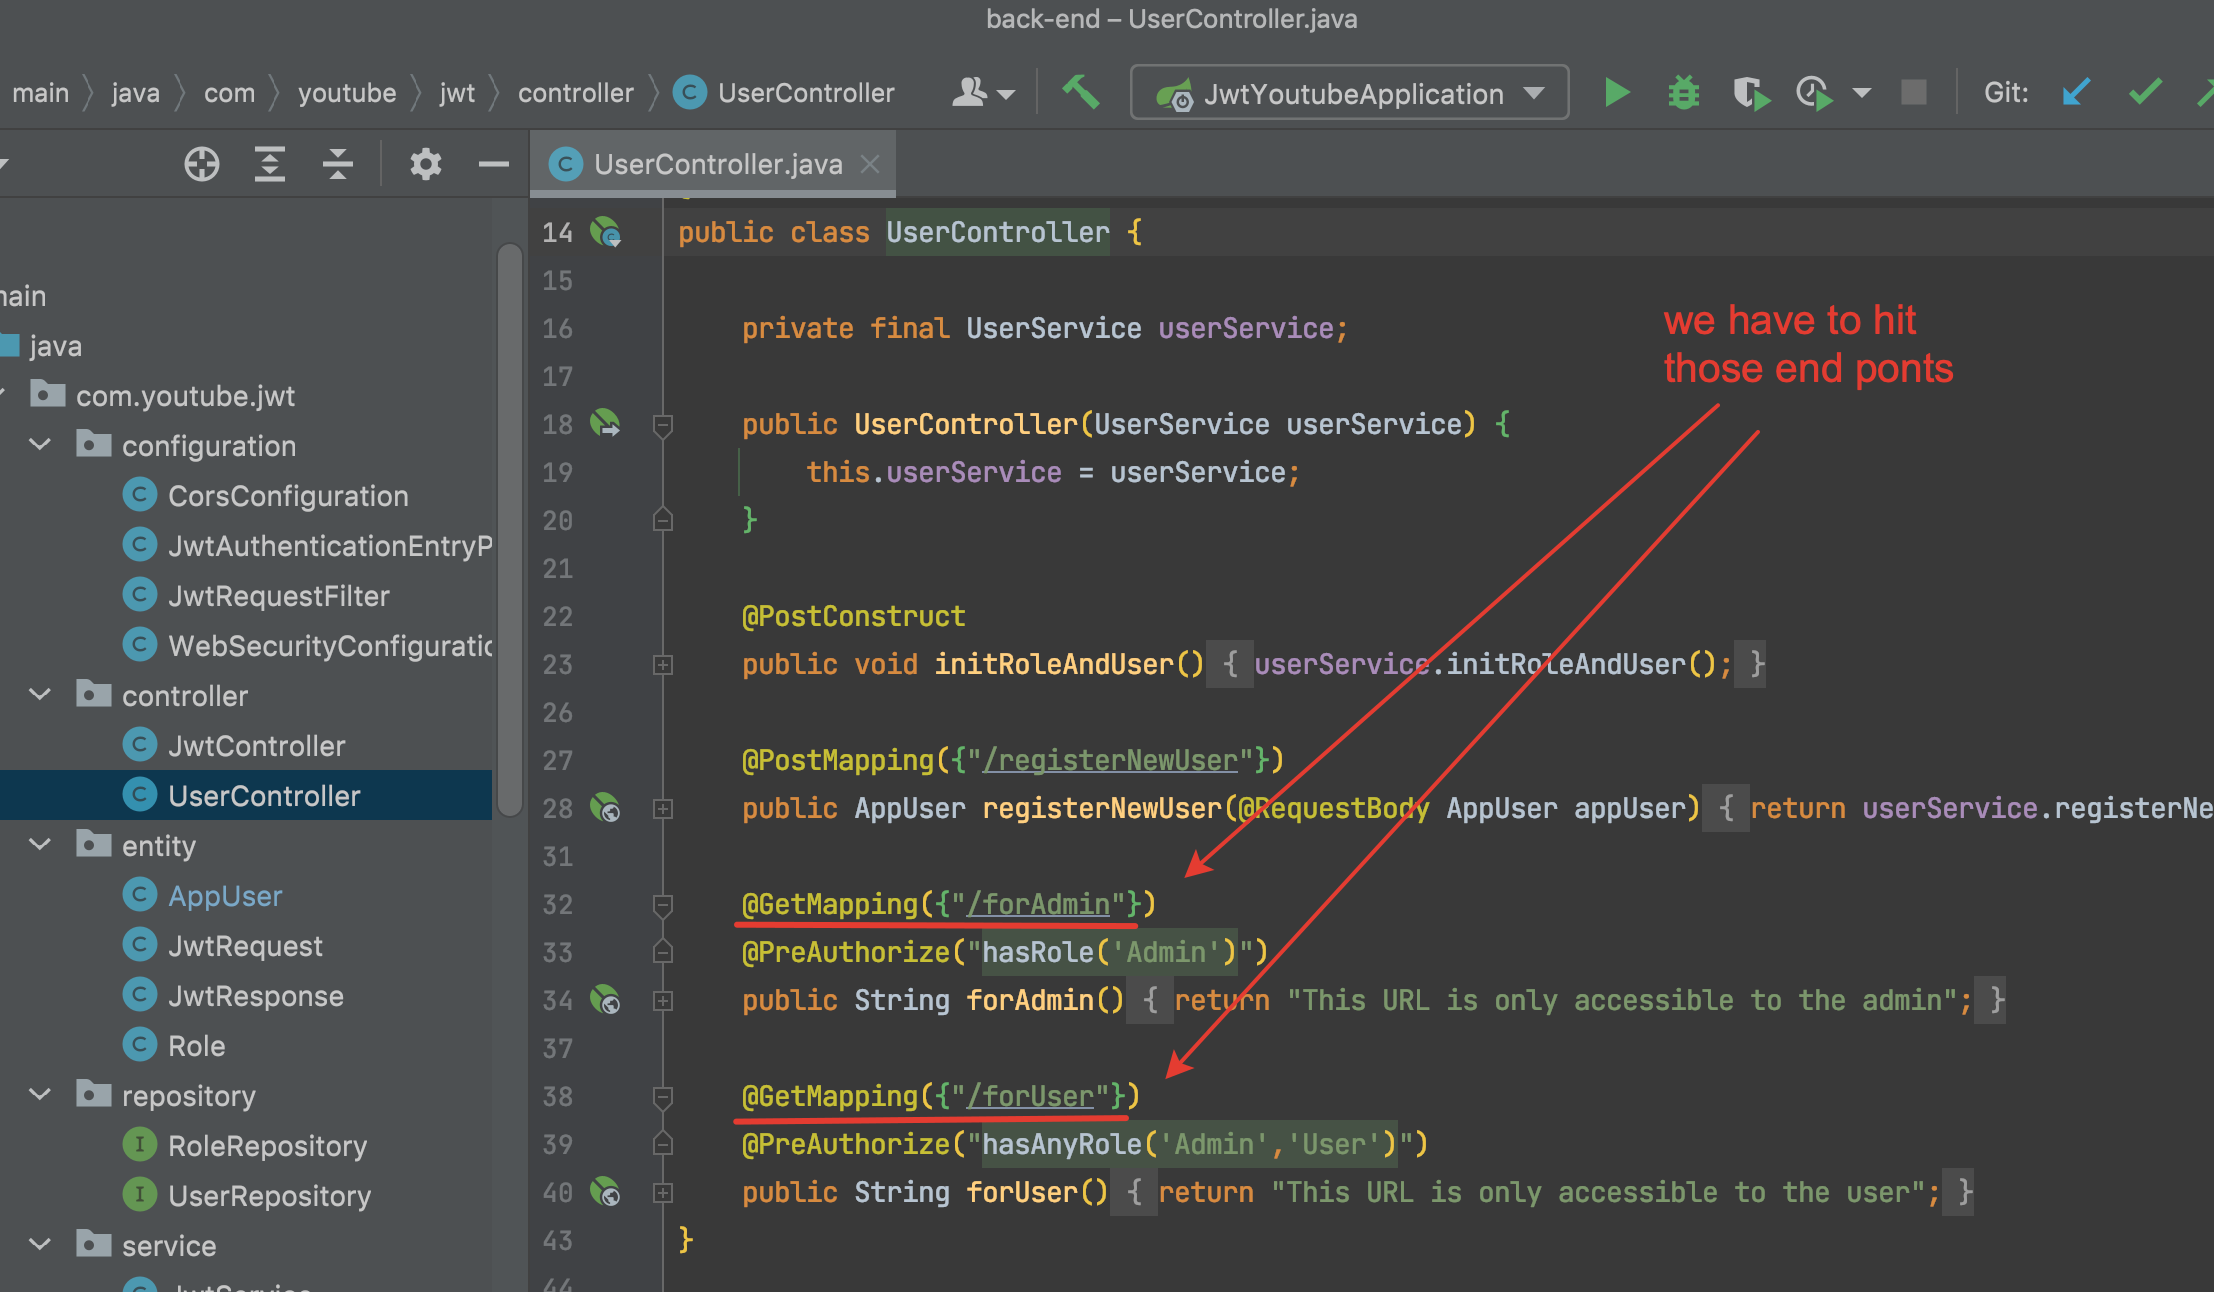 back-end – UserController.java
main java com youtube jwt controller UserController JwtYoutubeApplication Git:
UserController.java
java
com.youtube.jwt
configuration
CorsConfiguration
JwtAuthenticationEntryP
JwtRequestFilter
WebSecurityConfiguratio
controller
JwtController
UserController
entity
AppUser
JwtRequest
JwtResponse
Role
repository
RoleRepository
UserRepository
service
14 public class UserController {
15
16 private final UserService userService;
17
18 public UserController(UserService userService) {
19 this.userService = userService;
20 }
21
22 @PostConstruct
23 public void initRoleAndUser() { userService.initRoleAndUser(); }
26
27 @PostMapping({"/registerNewUser"})
28 public AppUser registerNewUser(@RequestBody AppUser appUser) { return userService.registerNe
31
32 @GetMapping({"/forAdmin"})
33 @PreAuthorize("hasRole('Admin')")
34 public String forAdmin() { return "This URL is only accessible to the admin"; }
37
38 @GetMapping({"/forUser"})
39 @PreAuthorize("hasAnyRole('Admin','User')")
40 public String forUser() { return "This URL is only accessible to the user"; }
43 }
we have to hit
those end ponts